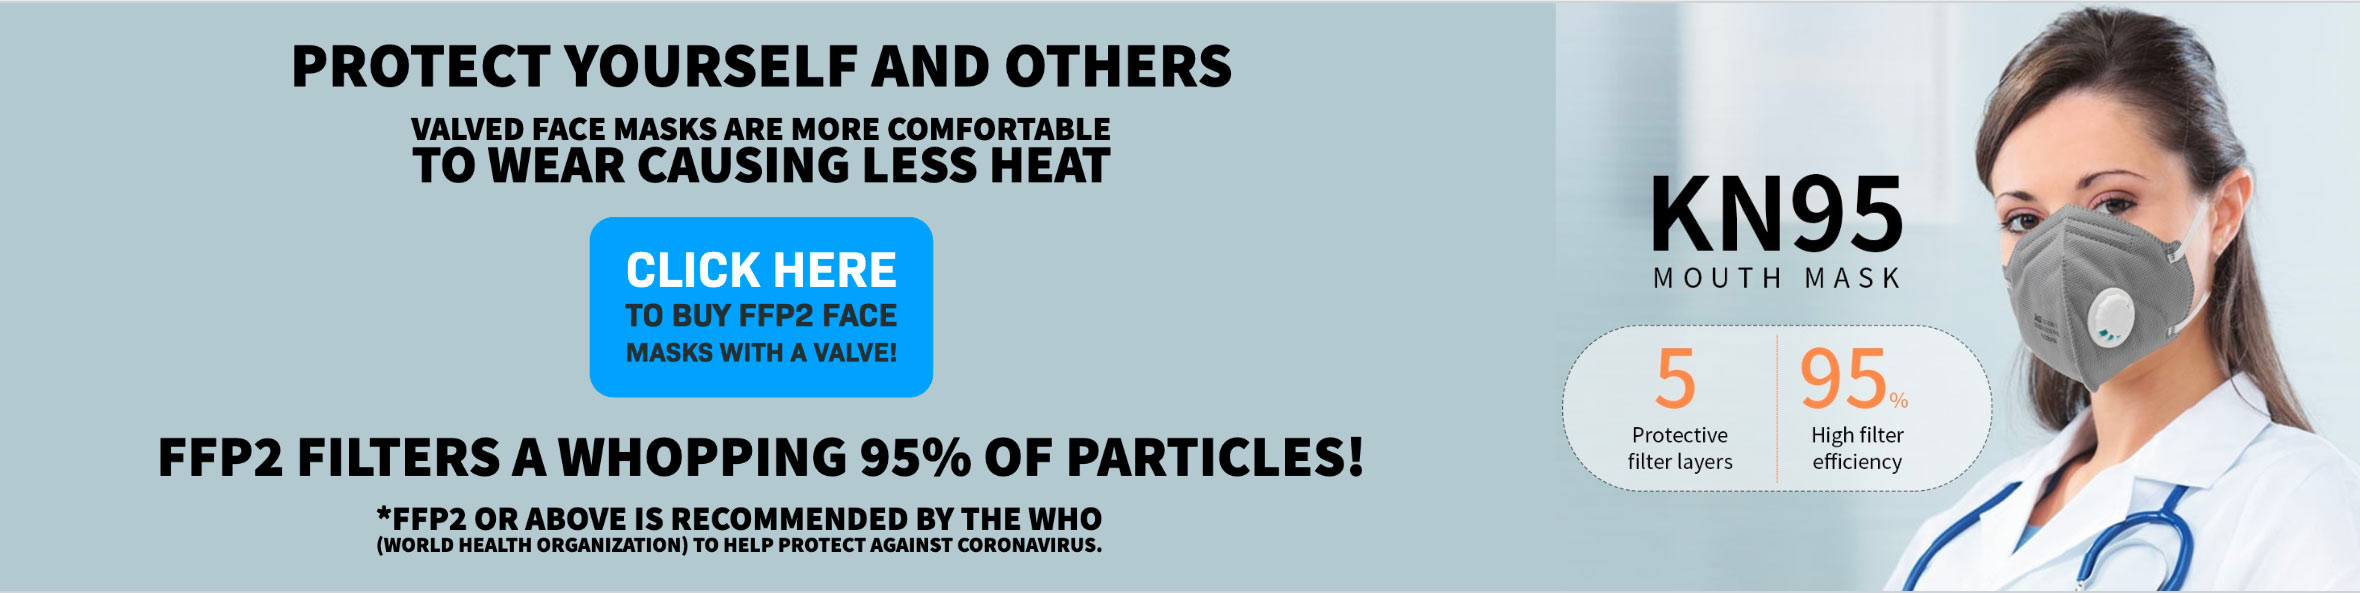 PROTECT YOURSELF AND OTHERS
VALVED FACE MASKS ARE MORE COMFORTABLE
TO WEAR CAUSING LESS HEAT
CLICK HERE
TO BUY FFP2 FACE
MASKS WITH A VALVE!
FFP2 FILTERS A WHOPPING 95% OF PARTICLES!
*FFP2 OR ABOVE IS RECOMMENDED BY THE WHO
(WORLD HEALTH ORGANIZATION) TO HELP PROTECT AGAINST CORONAVIRUS.
KN95
MOUTH MASK
5
Protective
filter layers
95%
High filter
efficiency